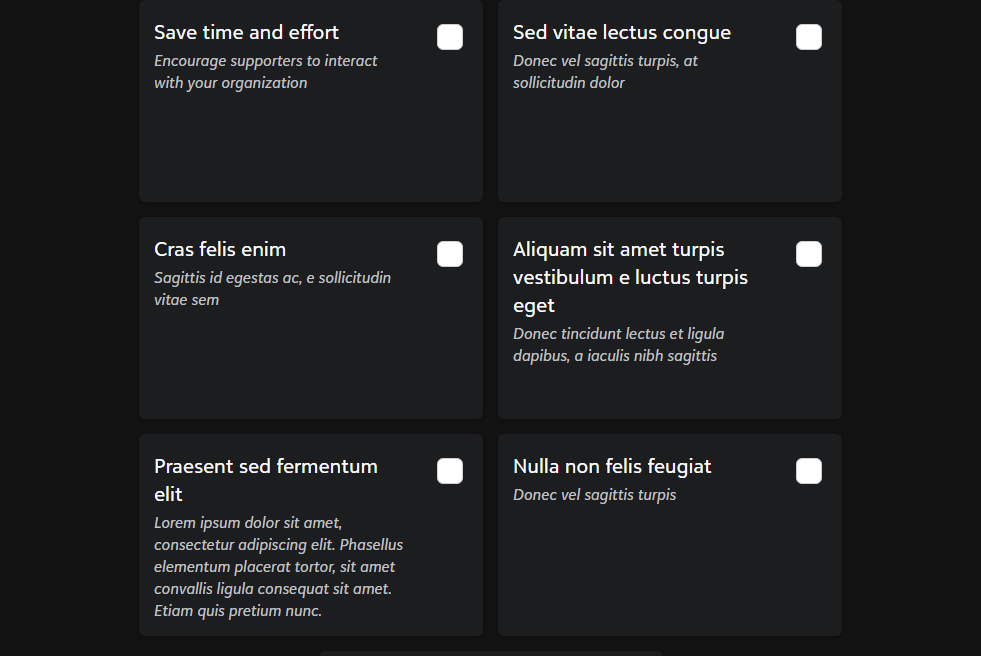 Save time and effort
Encourage supporters to interact
with your organization
Sed vitae lectus congue
Donec vel sagittis turpis, at
sollicitudin dolor
Cras felis enim
Sagittis id egestas ac, e sollicitudin
vitae sem
Aliquam sit amet turpis
vestibulum e luctus turpis
eget
Donec tincidunt lectus et ligula
dapibus, a iaculis nibh sagittis
Praesent sed fermentum
elit
Lorem ipsum dolor sit amet,
consectetur adipiscing elit. Phasellus
elementum placerat tortor, sit amet
convallis ligula consequat sit amet.
Etiam quis pretium nunc.
Nulla non felis feugiat
Donec vel sagittis turpis